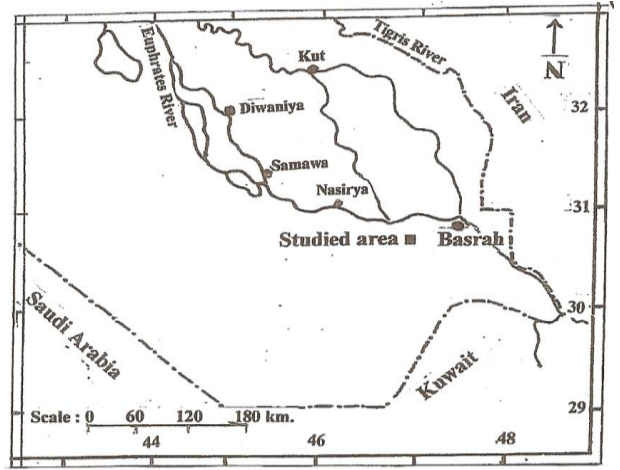 Tigris River
N
Euphrates River
Kut
Iran
32
Diwaniya
Samawa
Nasirya
31
Studied area
Basrah
30
Saudi Arabia
Kuwait
Scale : 0 60 120 180 km.
29
44 46 48